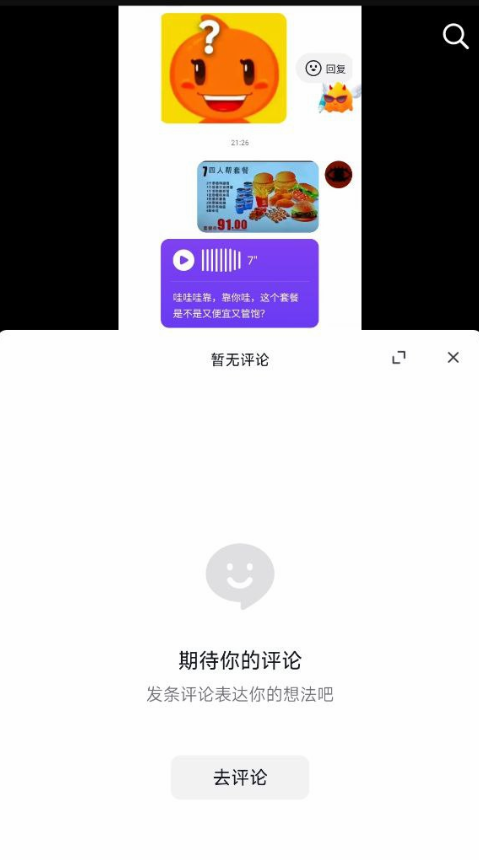 ?
回复
21:26
7四人帮套餐
91.00
7"
哇哇哇靠，靠你哇，这个套餐
是不是又便宜又管饱？
暂无评论
期待你的评论
发条评论表达你的想法吧
去评论